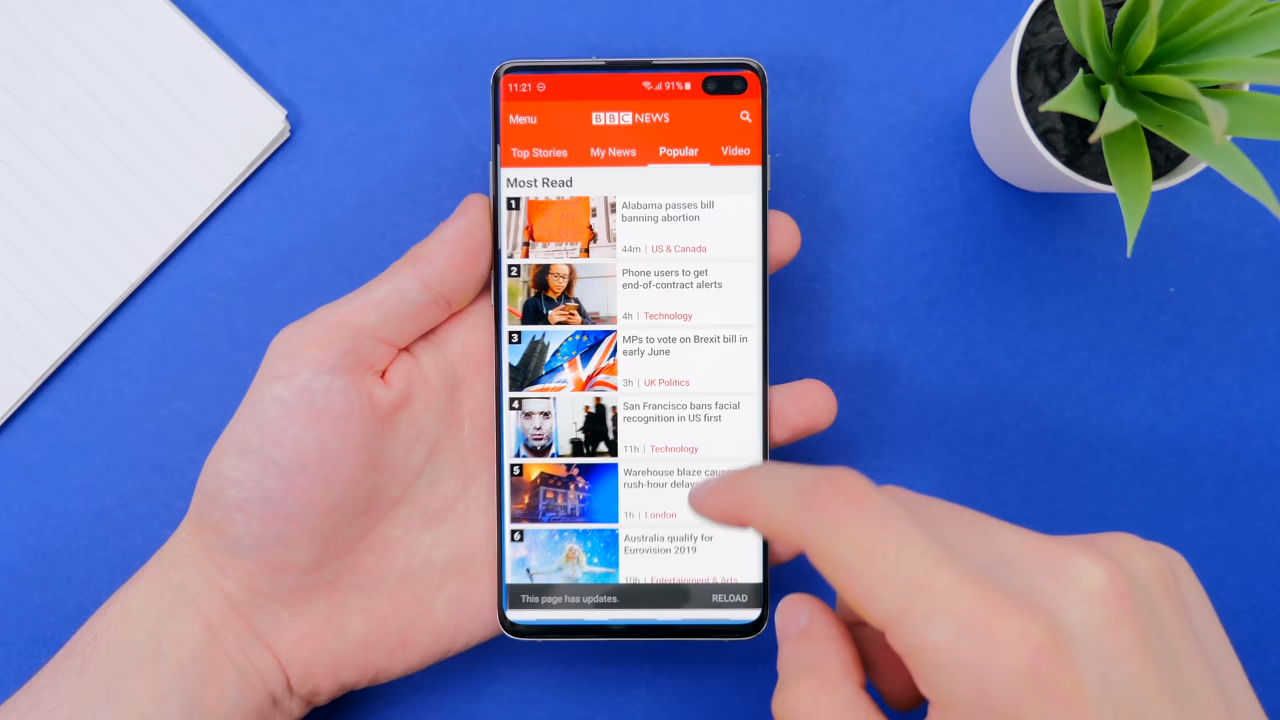 11:21 91%
Menu BBC NEWS
Top Stories My News Popular Video
Most Read
1
Alabama passes bill
banning abortion
44m | US & Canada
2
Phone users to get
end-of-contract alerts
4h | Technology
3
MPs to vote on Brexit bill in
early June
3h | UK Politics
4
San Francisco bans facial
recognition in US first
11h | Technology
5
Warehouse blaze
rush-hour
1h | London
6
Australia qualify for
Eurovision 2019
10h | Entertainment & Arts
This page has updates. RELOAD